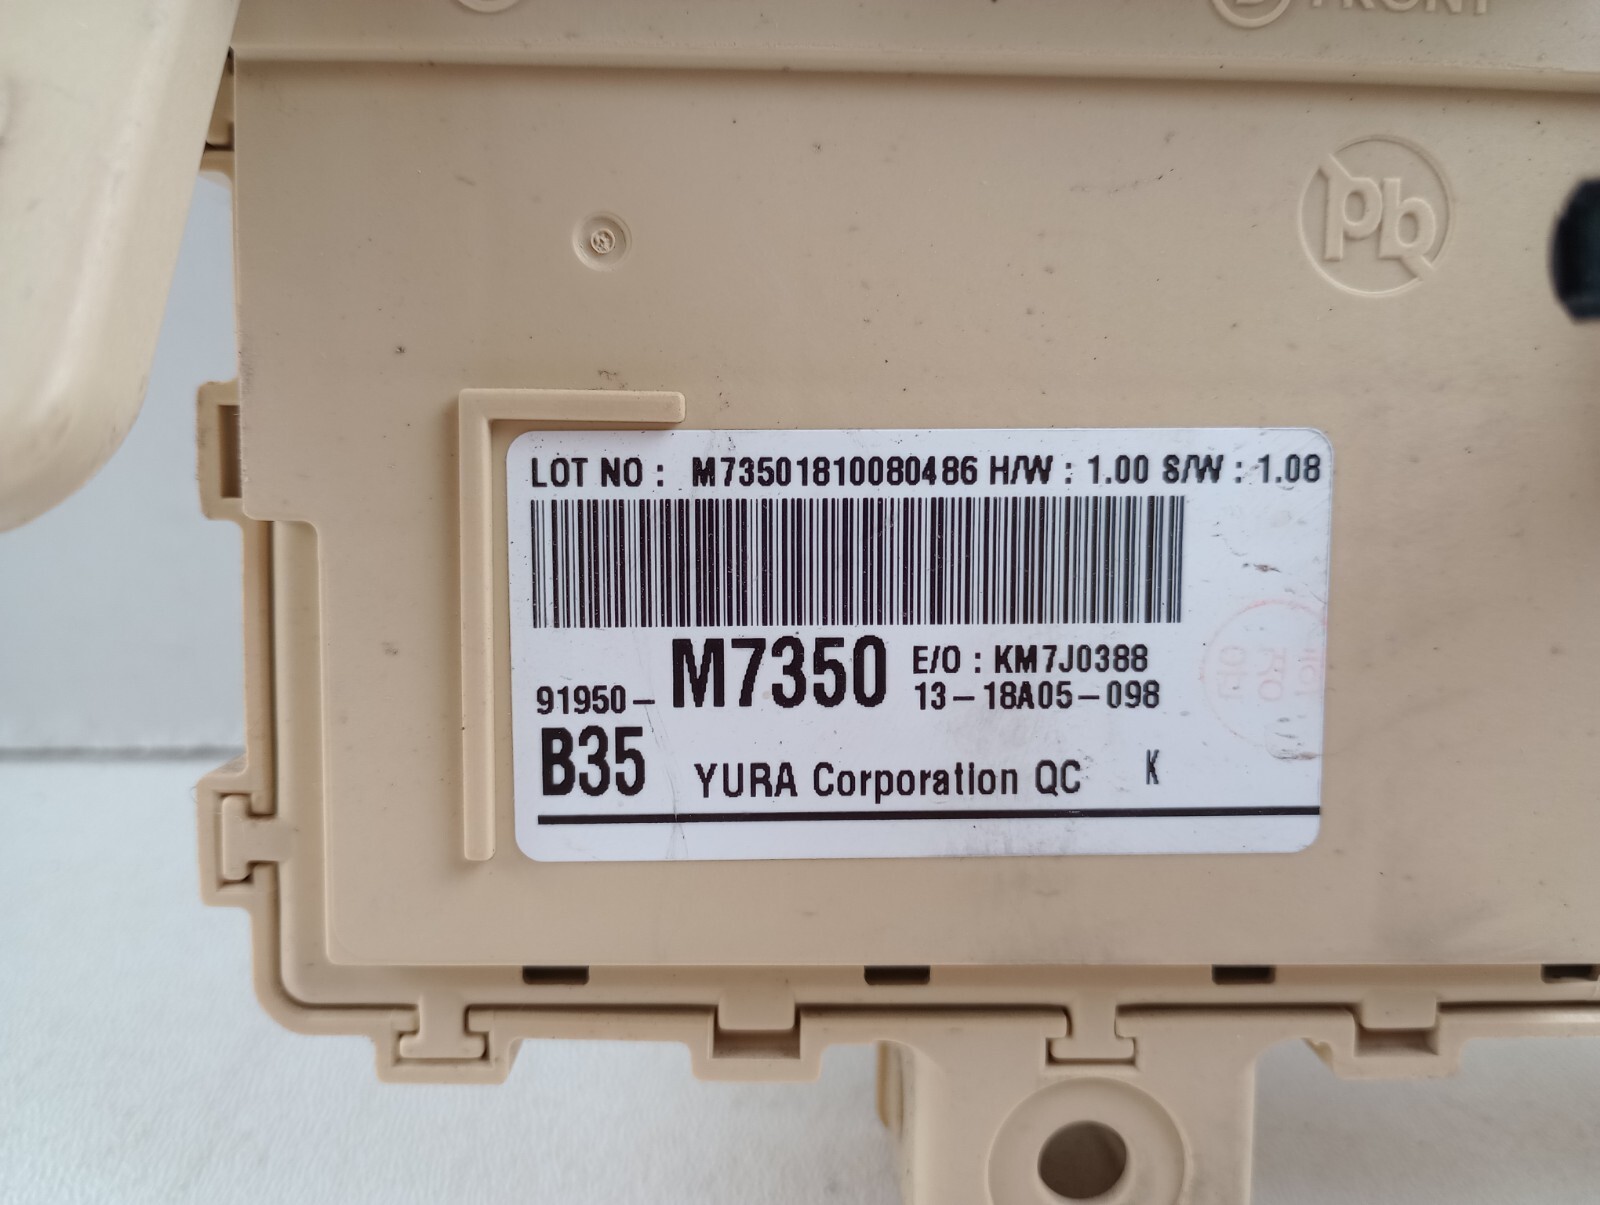 FRONT
Pb
LOT NO : M73501810080486 H/W : 1.00 S/W : 1.08
91950-M7350 E/O : KM7J0388
13-18A05-098
B35 YURA Corporation QC K